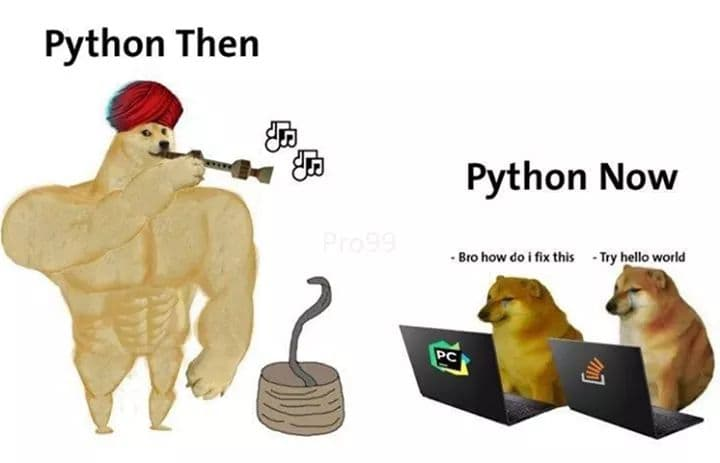 Python Then
Python Now
Pro99
- Bro how do i fix this
- Try hello world
PC